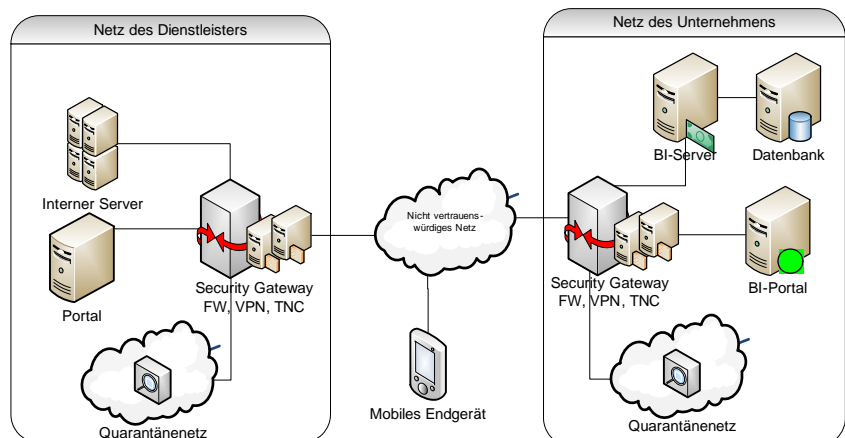 Netz des Dienstleisters
Interner Server
Portal
Security Gateway
FW, VPN, TNC
Quarantänenetz
Nicht vertrauens-
würdiges Netz
Mobiles Endgerät
Netz des Unternehmens
BI-Server
Datenbank
Security Gateway
FW, VPN, TNC
BI-Portal
Quarantänenetz